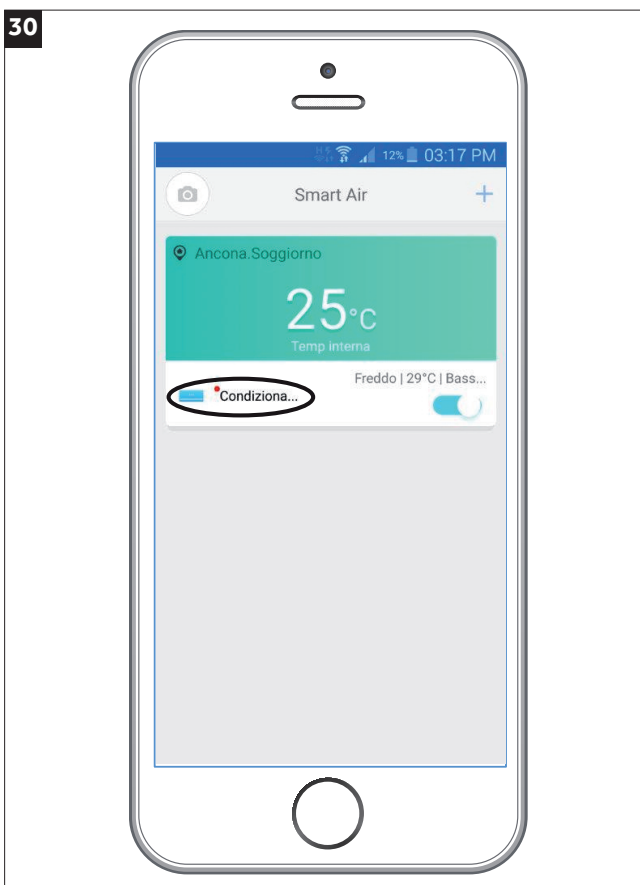 30
12% 03:17 PM
Smart Air +
Ancona.Soggiorno
25°C
Temp interna
Freddo | 29°C | Bass...
Condiziona...